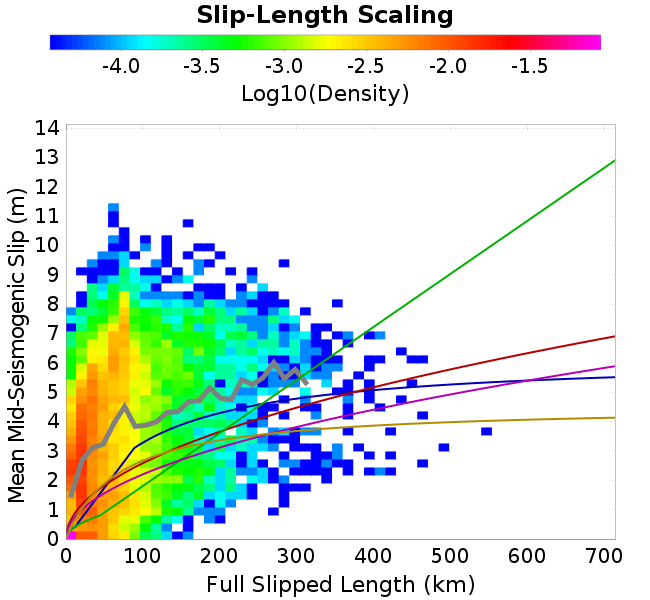 Slip-Length Scaling
-4.0 -3.5 -3.0 -2.5 -2.0 -1.5
Log10(Density)
14
13
12
11
10
9
8
7
6
5
4
3
2
1
0
Mean Mid-Seismogenic Slip (m)
0 100 200 300 400 500 600 700
Full Slipped Length (km)